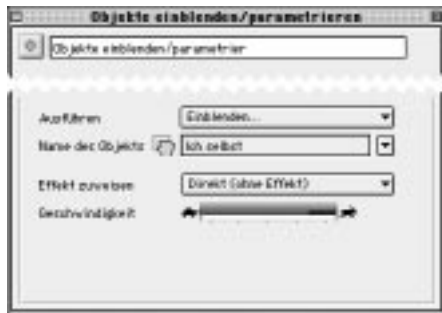 Objekte einblenden/parametrieren
Objekte einblenden/parametrier
Ausführen
Einblenden...
Name des Objekts
Ich selbst
Effekt zuweisen
Direkt (ohne Effekt)
Geschwindigkeit